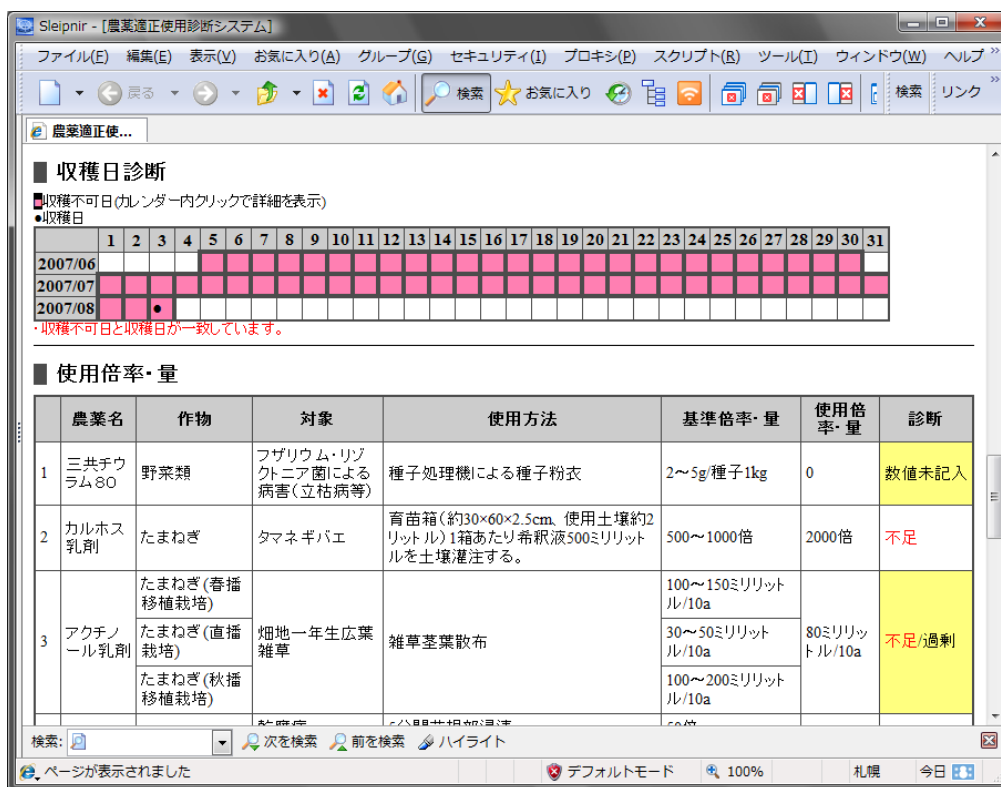 Sleipnir - [農薬適正使用診断システム]
ファイル(F) 編集(E) 表示(V) お気に入り(A) グループ(G) セキュリティ(I) プロキシ(P) スクリプト(R) ツール(T) ウィンドウ(W) ヘルプ »
戻る 検索 お気に入り 検索 リンク »
農薬適正使...
収穫日診断
収穫不可日(カレンダー内クリックで詳細を表示)
●収穫日
1 2 3 4 5 6 7 8 9 10 11 12 13 14 15 16 17 18 19 20 21 22 23 24 25 26 27 28 29 30 31
2007/06
2007/07
2007/08 ●
・収穫不可日と収穫日が一致しています。
使用倍率・量
農薬名 作物 対象 使用方法 基準倍率・量 使用倍率・量 診断
1 三共チウラム80 野菜類 フザリウム・リゾクトニア菌による病害(立枯病等) 種子処理機による種子粉衣 2～5g/種子1kg 0 数値未記入
2 カルホス乳剤 たまねぎ タマネギバエ 育苗箱(約30×60×2.5cm、使用土壌約2リットル)1箱あたり希釈液500ミリリットルを土壌灌注する。 500～1000倍 2000倍 不足
3 アクチノール乳剤 たまねぎ(春播移植栽培) 畑地一年生広葉雑草 雑草茎葉散布 100～150ミリリットル/10a 80ミリリットル/10a 不足/過剰
たまねぎ(直播栽培) 30～50ミリリットル/10a
たまねぎ(秋播移植栽培) 100～200ミリリットル/10a
検索: 次を検索 前を検索 ハイライト
ページが表示されました デフォルトモード 100% 札幌 今日